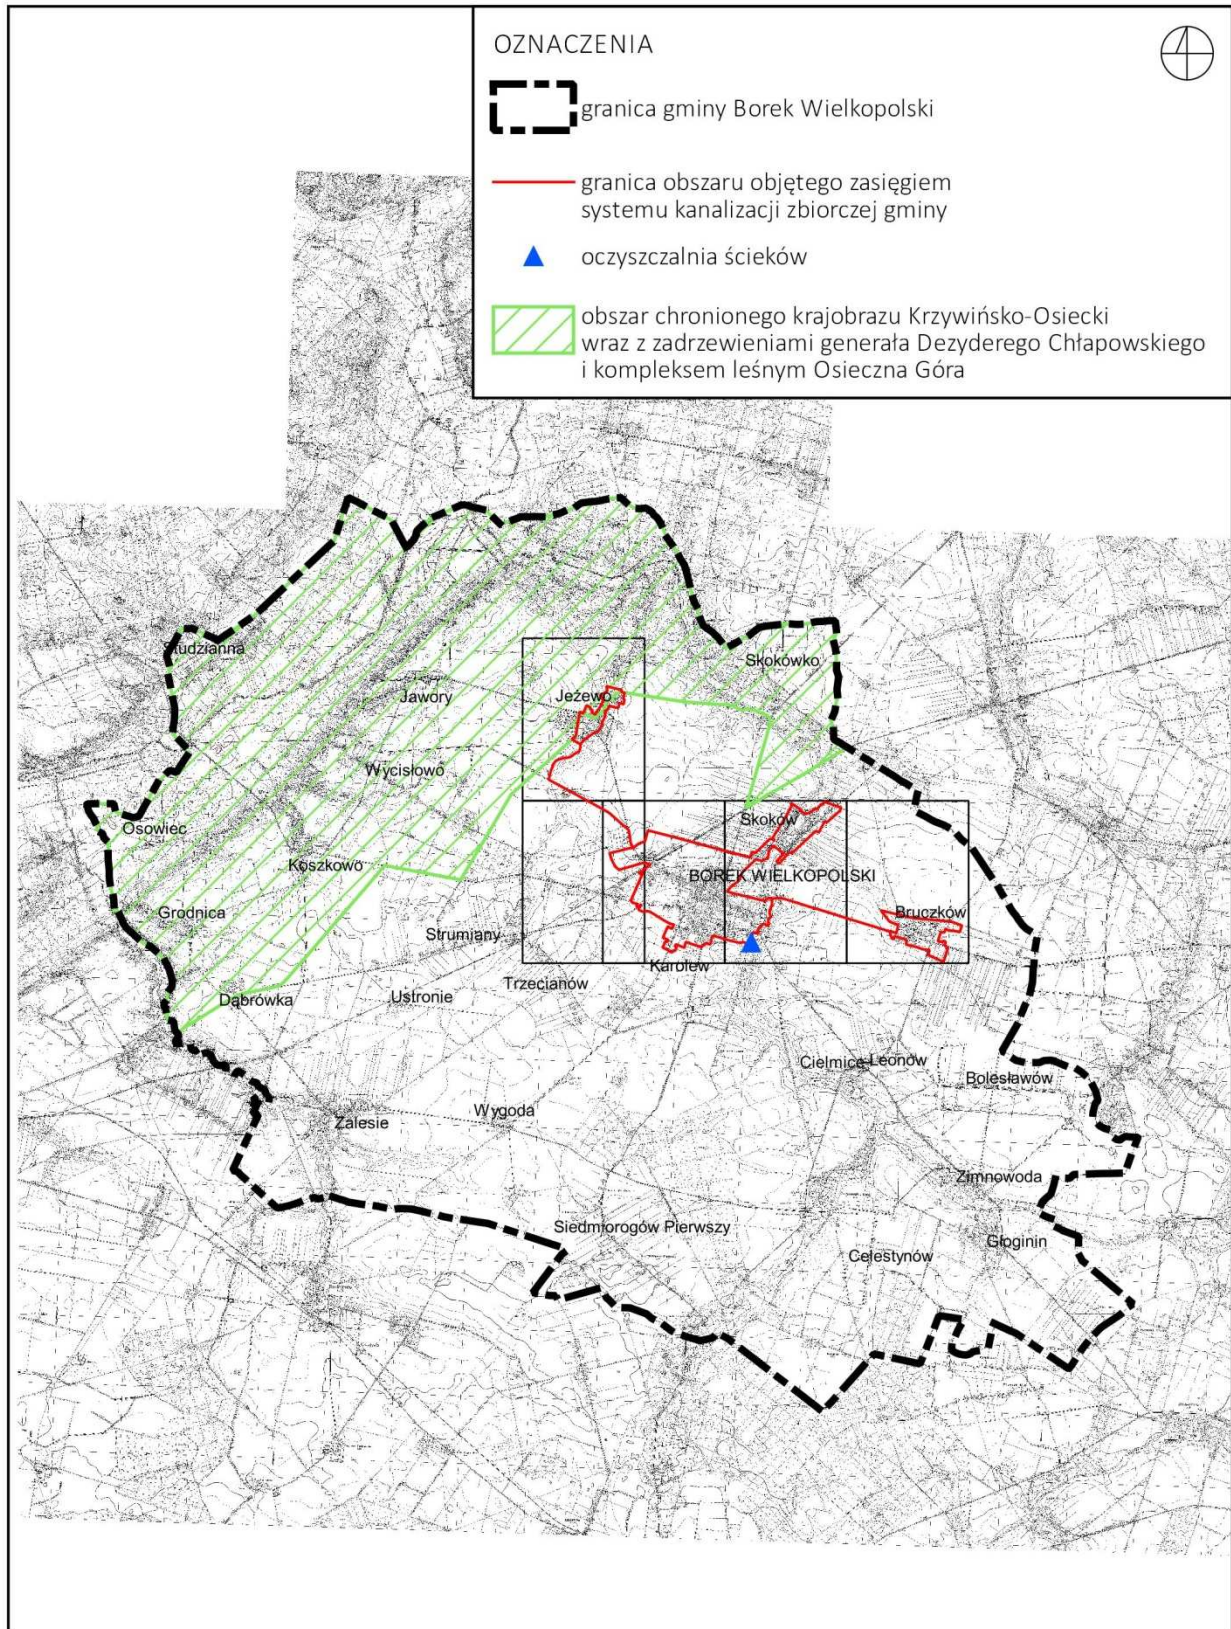 OZNACZENIA
granica gminy Borek Wielkopolski
granica obszaru objętego zasięgiem
systemu kanalizacji zbiorczej gminy
oczyszczalnia ścieków
obszar chronionego krajobrazu Krzywińsko-Osiecki
wraz z zadrzewieniami generała Dezyderego Chłapowskiego
i kompleksem leśnym Osieczna Góra
Studzianna
Skokówko
Jawory
Jeżewo
Wycisłowo
Osowiec
Skoków
Koszkowo
BOREK WIELKOPOLSKI
Grodnica
Bruczków
Strumiany
Karolew
Trzecianów
Ustronie
Dąbrówka
Cielmice
Leonów
Bolesławów
Wygoda
Zalesie
Zimnowoda
Siedmiorogów Pierwszy
Głoginin
Celestynów